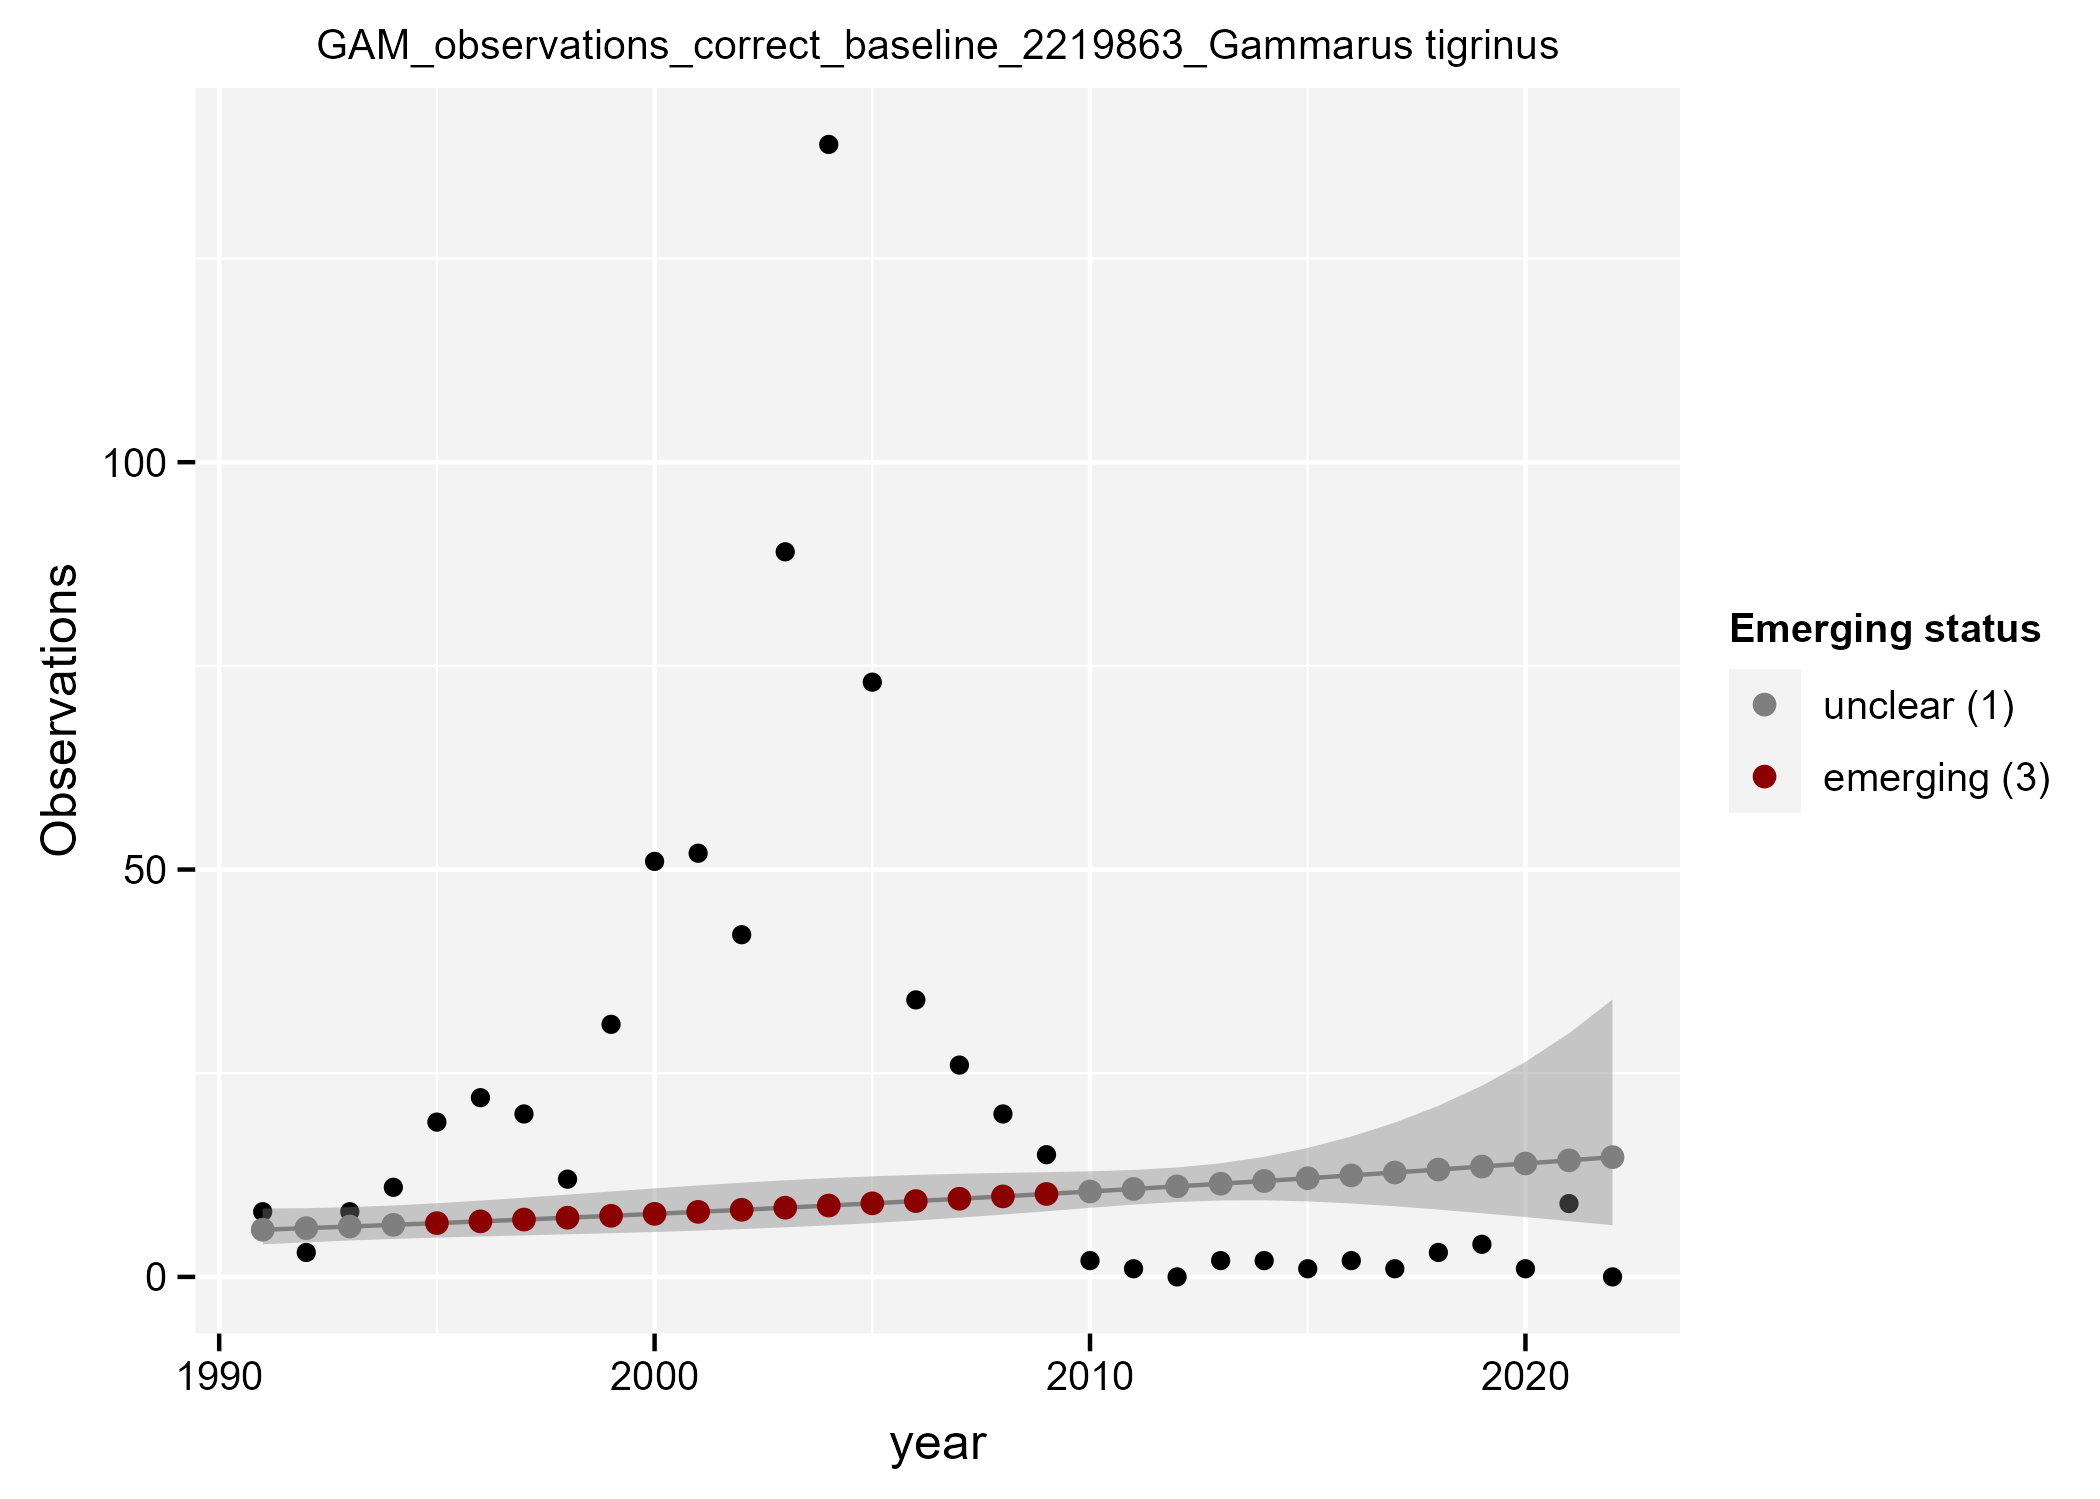 GAM_observations_correct_baseline_2219863_Gammarus tigrinus
Observations
100
50
0
1990
2000
2010
2020
year
Emerging status
unclear (1)
emerging (3)